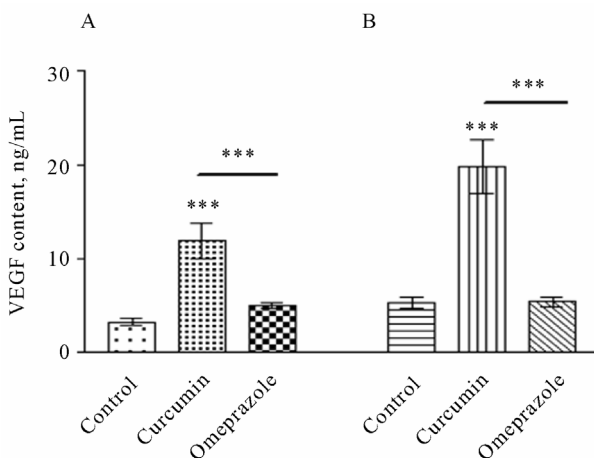 A B
VEGF content, ng/mL
30
20
10
0
***
***
***
***
Control
Curcumin
Omeprazole
Control
Curcumin
Omeprazole